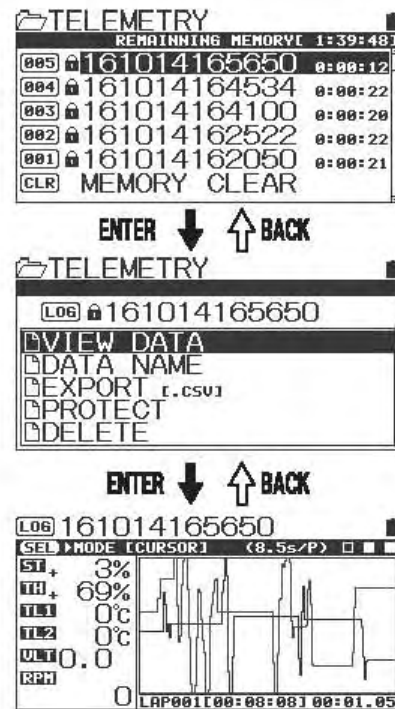 TELEMETRY
REMAINNING MEMORY[ 1:39:48]
005 161014165650 0:00:12
004 161014164534 0:00:22
003 161014164100 0:00:20
002 161014162522 0:00:22
001 161014162050 0:00:21
CLR MEMORY CLEAR
ENTER BACK
TELEMETRY
LOG 161014165650
VIEW DATA
DATA NAME
EXPORT [.CSV]
PROTECT
DELETE
ENTER BACK
LOG 161014165650
SEL MODE [CURSOR] (8.5s/P)
ST + 3%
TH + 69%
TL1 0℃
TL2 0℃
VLT 0.0
RPM
0 LAP001[00:08:08] 00:01.05